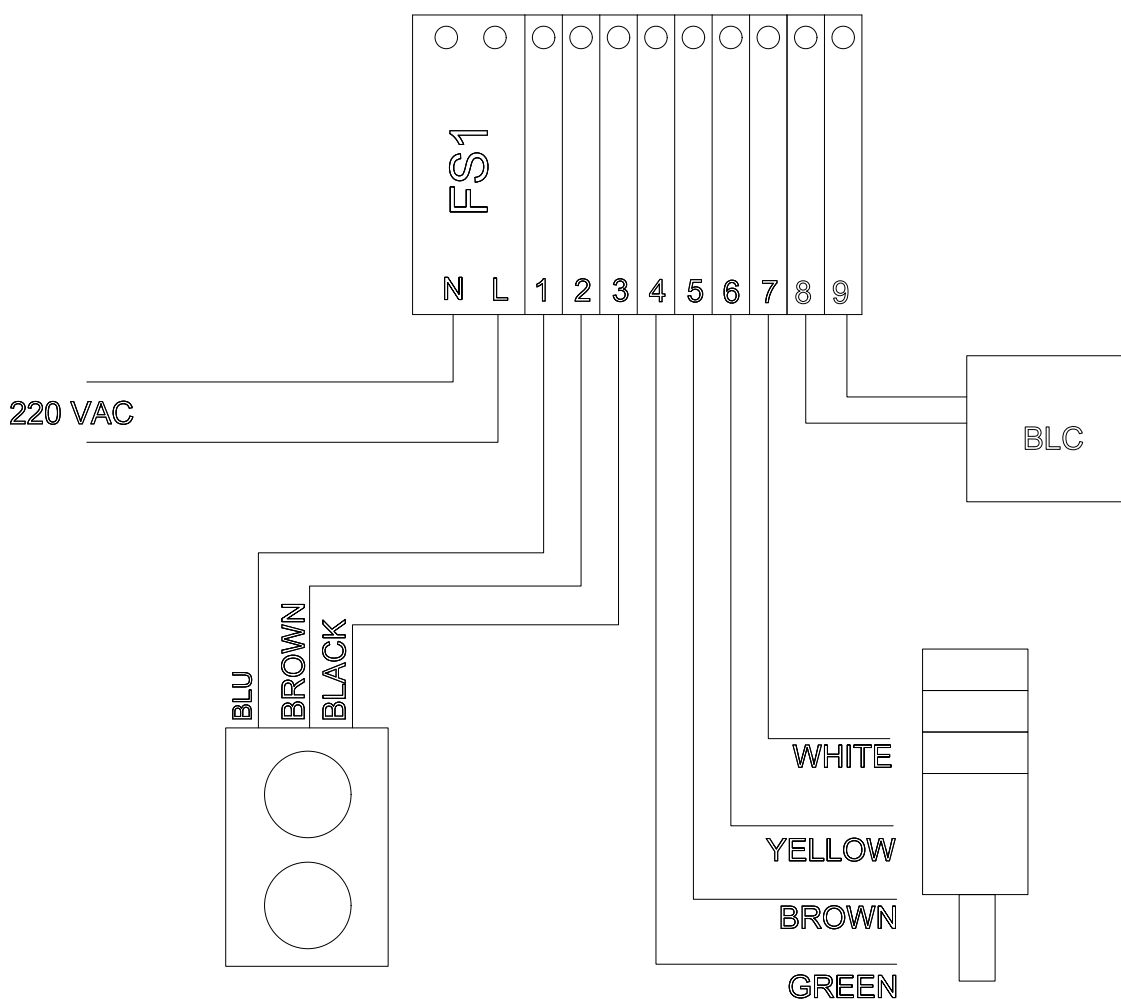 FS1
N L 1 2 3 4 5 6 7 8 9
220 VAC
BLC
BLU
BROWN
BLACK
WHITE
YELLOW
BROWN
GREEN